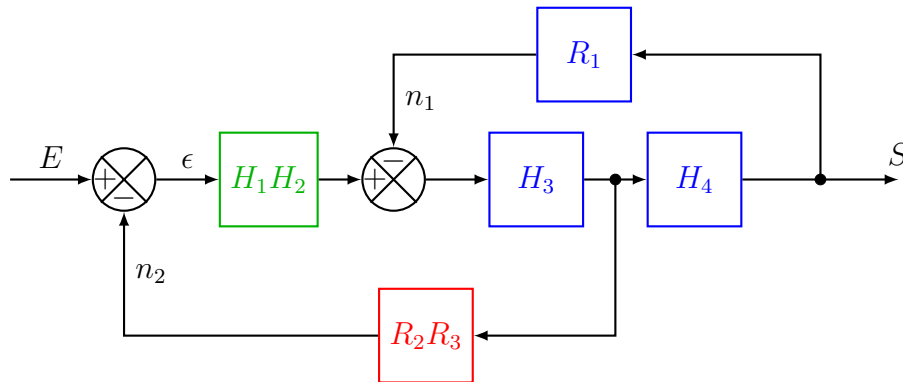 R₁
n₁
E
+
−
ϵ
H₁H₂
+
−
H₃
H₄
S
n₂
R₂R₃